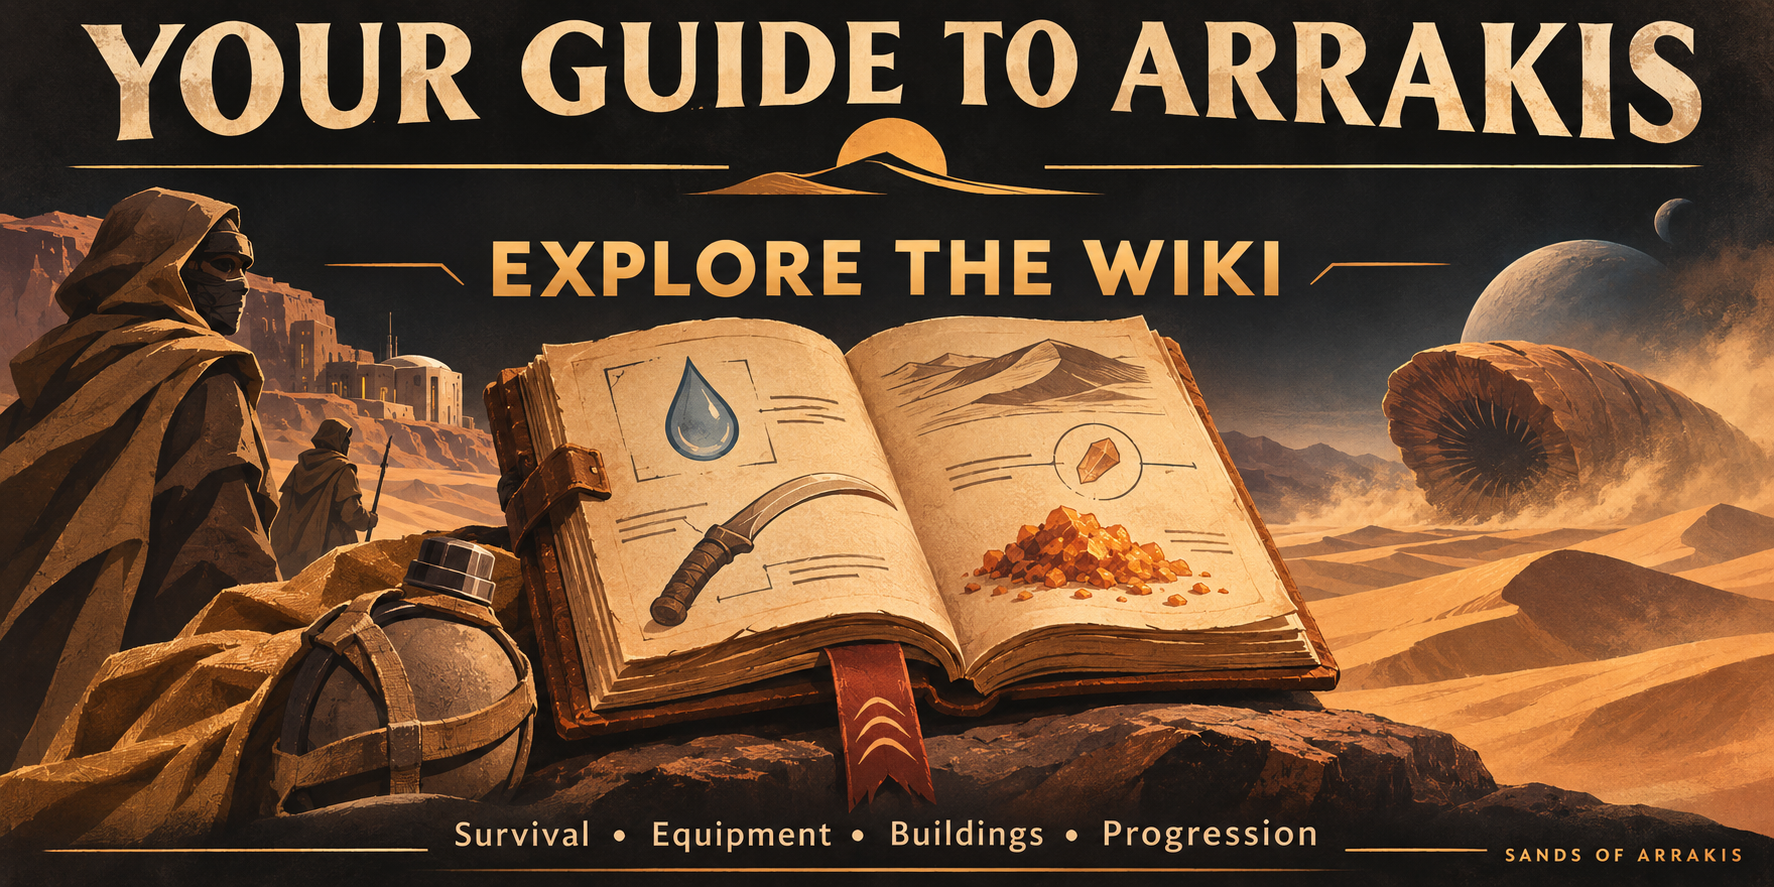 YOUR GUIDE TO ARRAKIS
EXPLORE THE WIKI
Survival • Equipment • Buildings • Progression
SANDS OF ARRAKIS